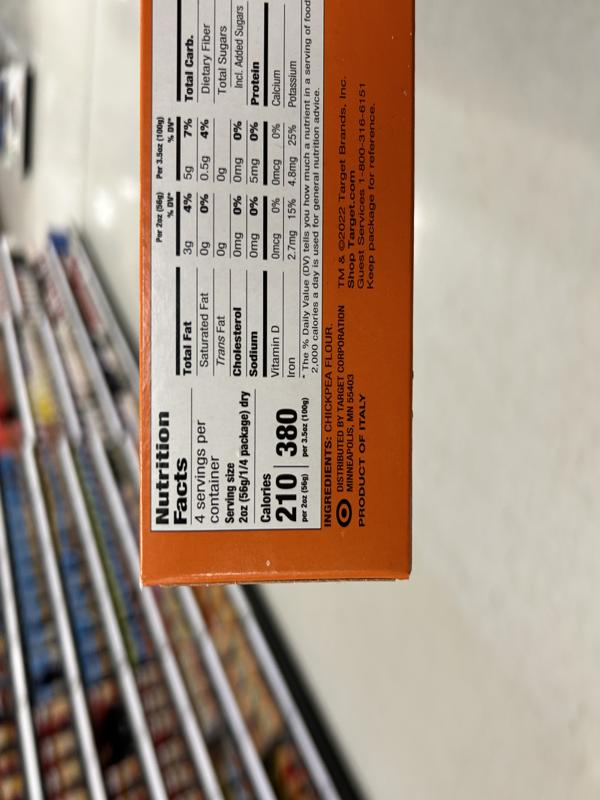 Nutrition
Facts
4 servings per
container
Serving size
2oz (56g/1/4 package) dry
Calories
210 380
per 2oz (56g) per 3.5oz (100g)
Per 2oz (56g) Per 3.5oz (100g)
% DV* % DV*
Total Fat 3g 4% 5g 7%
Saturated Fat 0g 0% 0.5g 4%
Trans Fat 0g 0g
Cholesterol 0mg 0% 0mg 0%
Sodium 0mg 0% 5mg 0%
Vitamin D 0mcg 0% 0mcg 0%
Iron 2.7mg 15% 4.8mg 25%
Total Carb.
Dietary Fiber
Total Sugars
Incl. Added Sugars
Protein
Calcium
Potassium
* The % Daily Value (DV) tells you how much a nutrient in a serving of food
2,000 calories a day is used for general nutrition advice.
INGREDIENTS: CHICKPEA FLOUR.
DISTRIBUTED BY TARGET CORPORATION
MINNEAPOLIS, MN 55403
PRODUCT OF ITALY
TM & ©2022 Target Brands, Inc.
Shop Target.com
Guest Services 1-800-316-6151
Keep package for reference.